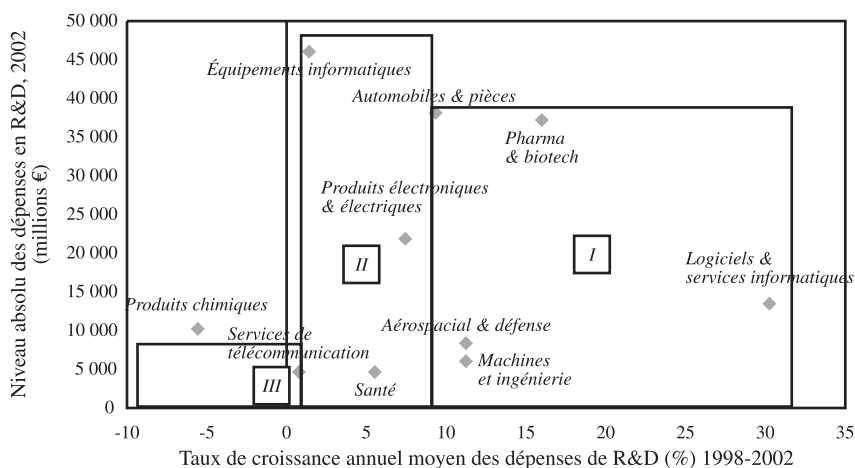 Niveau absolu des dépenses en R&D, 2002
(millions €)
50 000
45 000
40 000
35 000
30 000
25 000
20 000
15 000
10 000
5 000
0
Équipements informatiques
Automobiles & pièces
Pharma
& biotech
Produits électroniques
& électriques
II
I
Logiciels &
services informatiques
Produits chimiques
Services de
télécommunication
Aérospacial & défense
Machines
et ingénierie
III
Santé
-10 -5 0 5 10 15 20 25 30 35
Taux de croissance annuel moyen des dépenses de R&D (%) 1998-2002